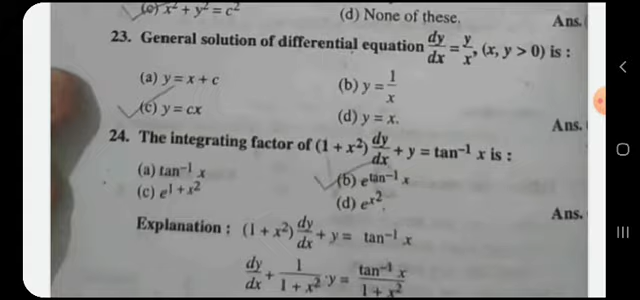 (c) x² + y² = c²
(d) None of these.
Ans.
23. General solution of differential equation dy/dx = y/x, (x, y > 0) is :
(a) y = x + c
(b) y = 1/x
(c) y = cx
(d) y = x.
Ans.
24. The integrating factor of (1 + x²) dy/dx + y = tan⁻¹ x is :
(a) tan⁻¹ x
(b) e^tan⁻¹ x
(c) e^1 + x²
(d) e^x².
Ans.
Explanation : (1 + x²) dy/dx + y = tan⁻¹ x
dy/dx + 1/1 + x² · y = tan⁻¹ x/1 + x²